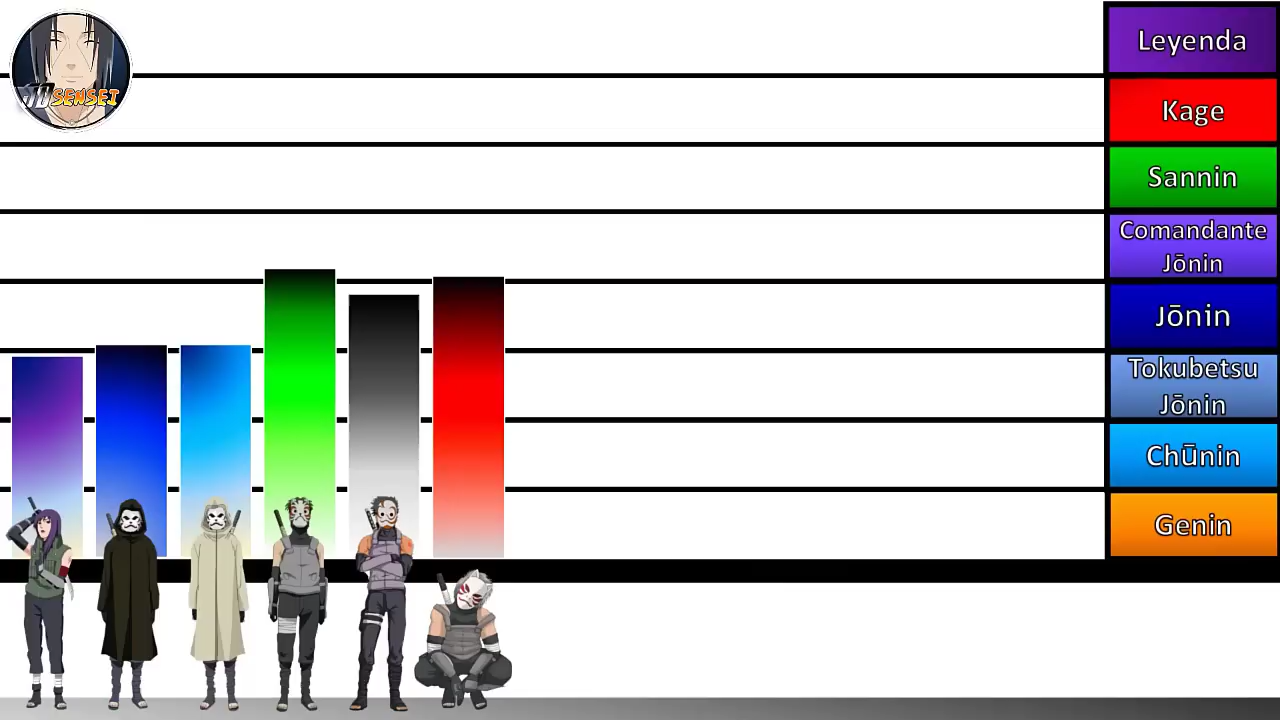 SENSEI
Leyenda
Kage
Sannin
Comandante
Jōnin
Jōnin
Tokubetsu
Jōnin
Chūnin
Genin